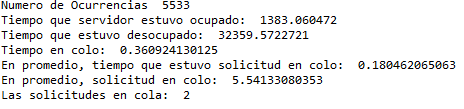 Numero de Ocurrencias  5533
Tiempo que servidor estuvo ocupado:  1383.060472
Tiempo que estuvo desocupado:  32359.5722721
Tiempo en colo:  0.360924130125
En promedio, tiempo que estuvo solicitud en colo:  0.180462065063
En promedio, solicitud en colo:  5.54133080353
Las solicitudes en cola:  2